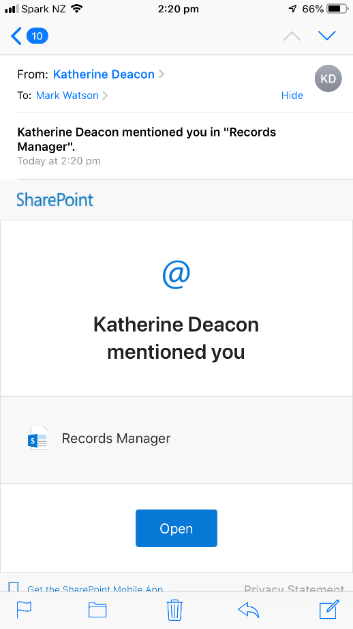 Spark NZ 2:20 pm 66%
10
From: Katherine Deacon
KD
To: Mark Watson Hide
Katherine Deacon mentioned you in "Records
Manager".
Today at 2:20 pm
SharePoint
@
Katherine Deacon
mentioned you
S Records Manager
Open
Get the SharePoint Mobile App Privacy Statement